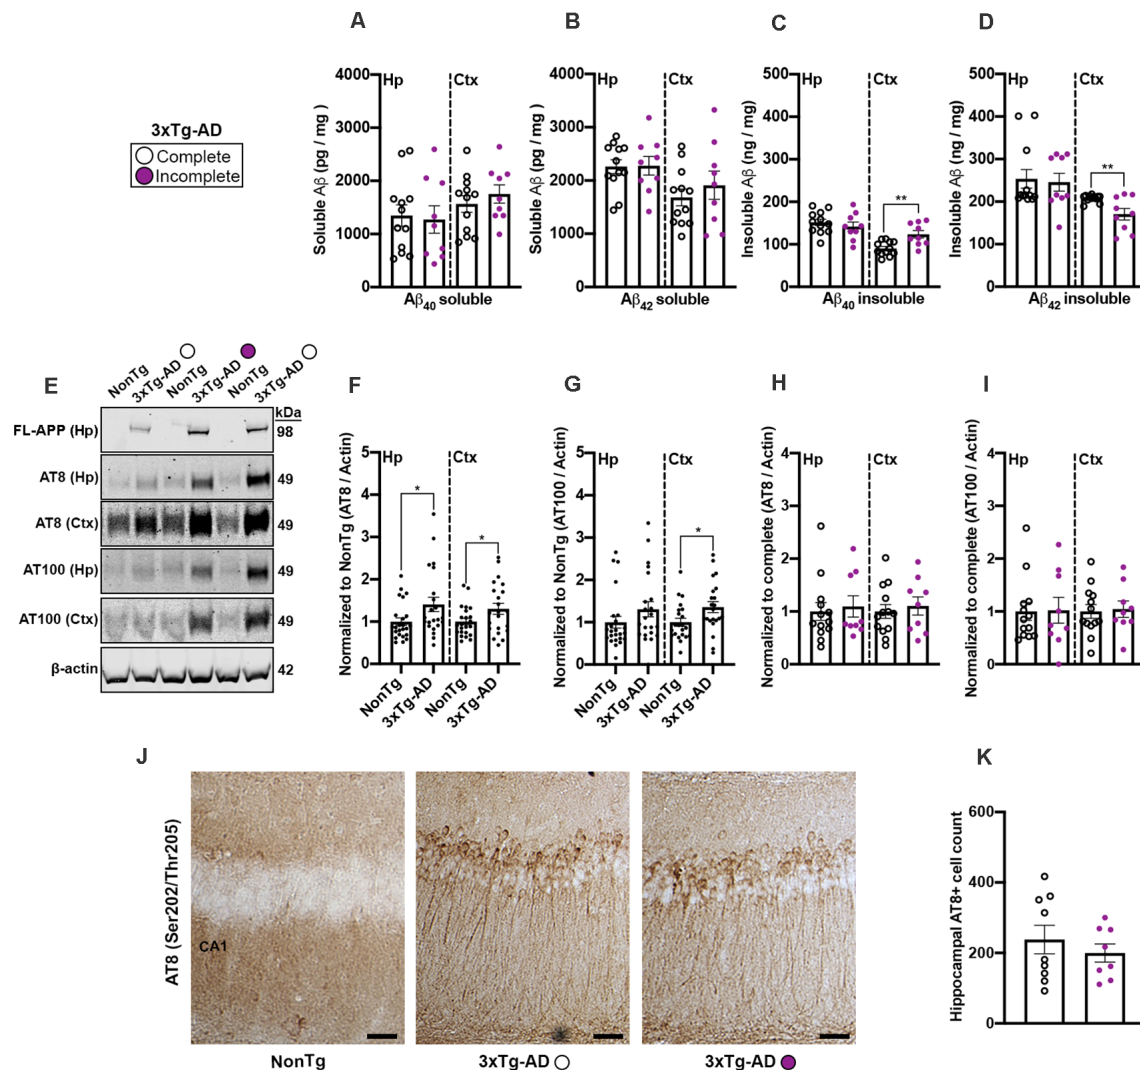 A
B
C
D
3xTg-AD
Complete
Incomplete
Soluble Aβ (pg / mg)
4000
3000
2000
1000
0
Hp
Ctx
Aβ40 soluble
Soluble Aβ (pg / mg)
4000
3000
2000
1000
0
Hp
Ctx
Aβ42 soluble
Insoluble Aβ (ng / mg)
500
400
300
200
100
0
Hp
Ctx
**
Aβ40 insoluble
Insoluble Aβ (ng / mg)
500
400
300
200
100
0
Hp
Ctx
**
Aβ42 insoluble
E
NonTg
3xTg-AD
NonTg
3xTg-AD
NonTg
3xTg-AD
kDa
FL-APP (Hp)
98
AT8 (Hp)
49
AT8 (Ctx)
49
AT100 (Hp)
49
AT100 (Ctx)
49
β-actin
42
F
Normalized to NonTg (AT8 / Actin)
5
4
3
2
1
0
Hp
Ctx
*
*
NonTg
3xTg-AD
NonTg
3xTg-AD
G
Normalized to NonTg (AT100 / Actin)
5
4
3
2
1
0
Hp
Ctx
*
NonTg
3xTg-AD
NonTg
3xTg-AD
H
Normalized to complete (AT8 / Actin)
4
3
2
1
0
Hp
Ctx
I
Normalized to complete (AT100 / Actin)
4
3
2
1
0
Hp
Ctx
J
AT8 (Ser202/Thr205)
CA1
NonTg
3xTg-AD
3xTg-AD
K
Hippocampal AT8+ cell count
600
400
200
0